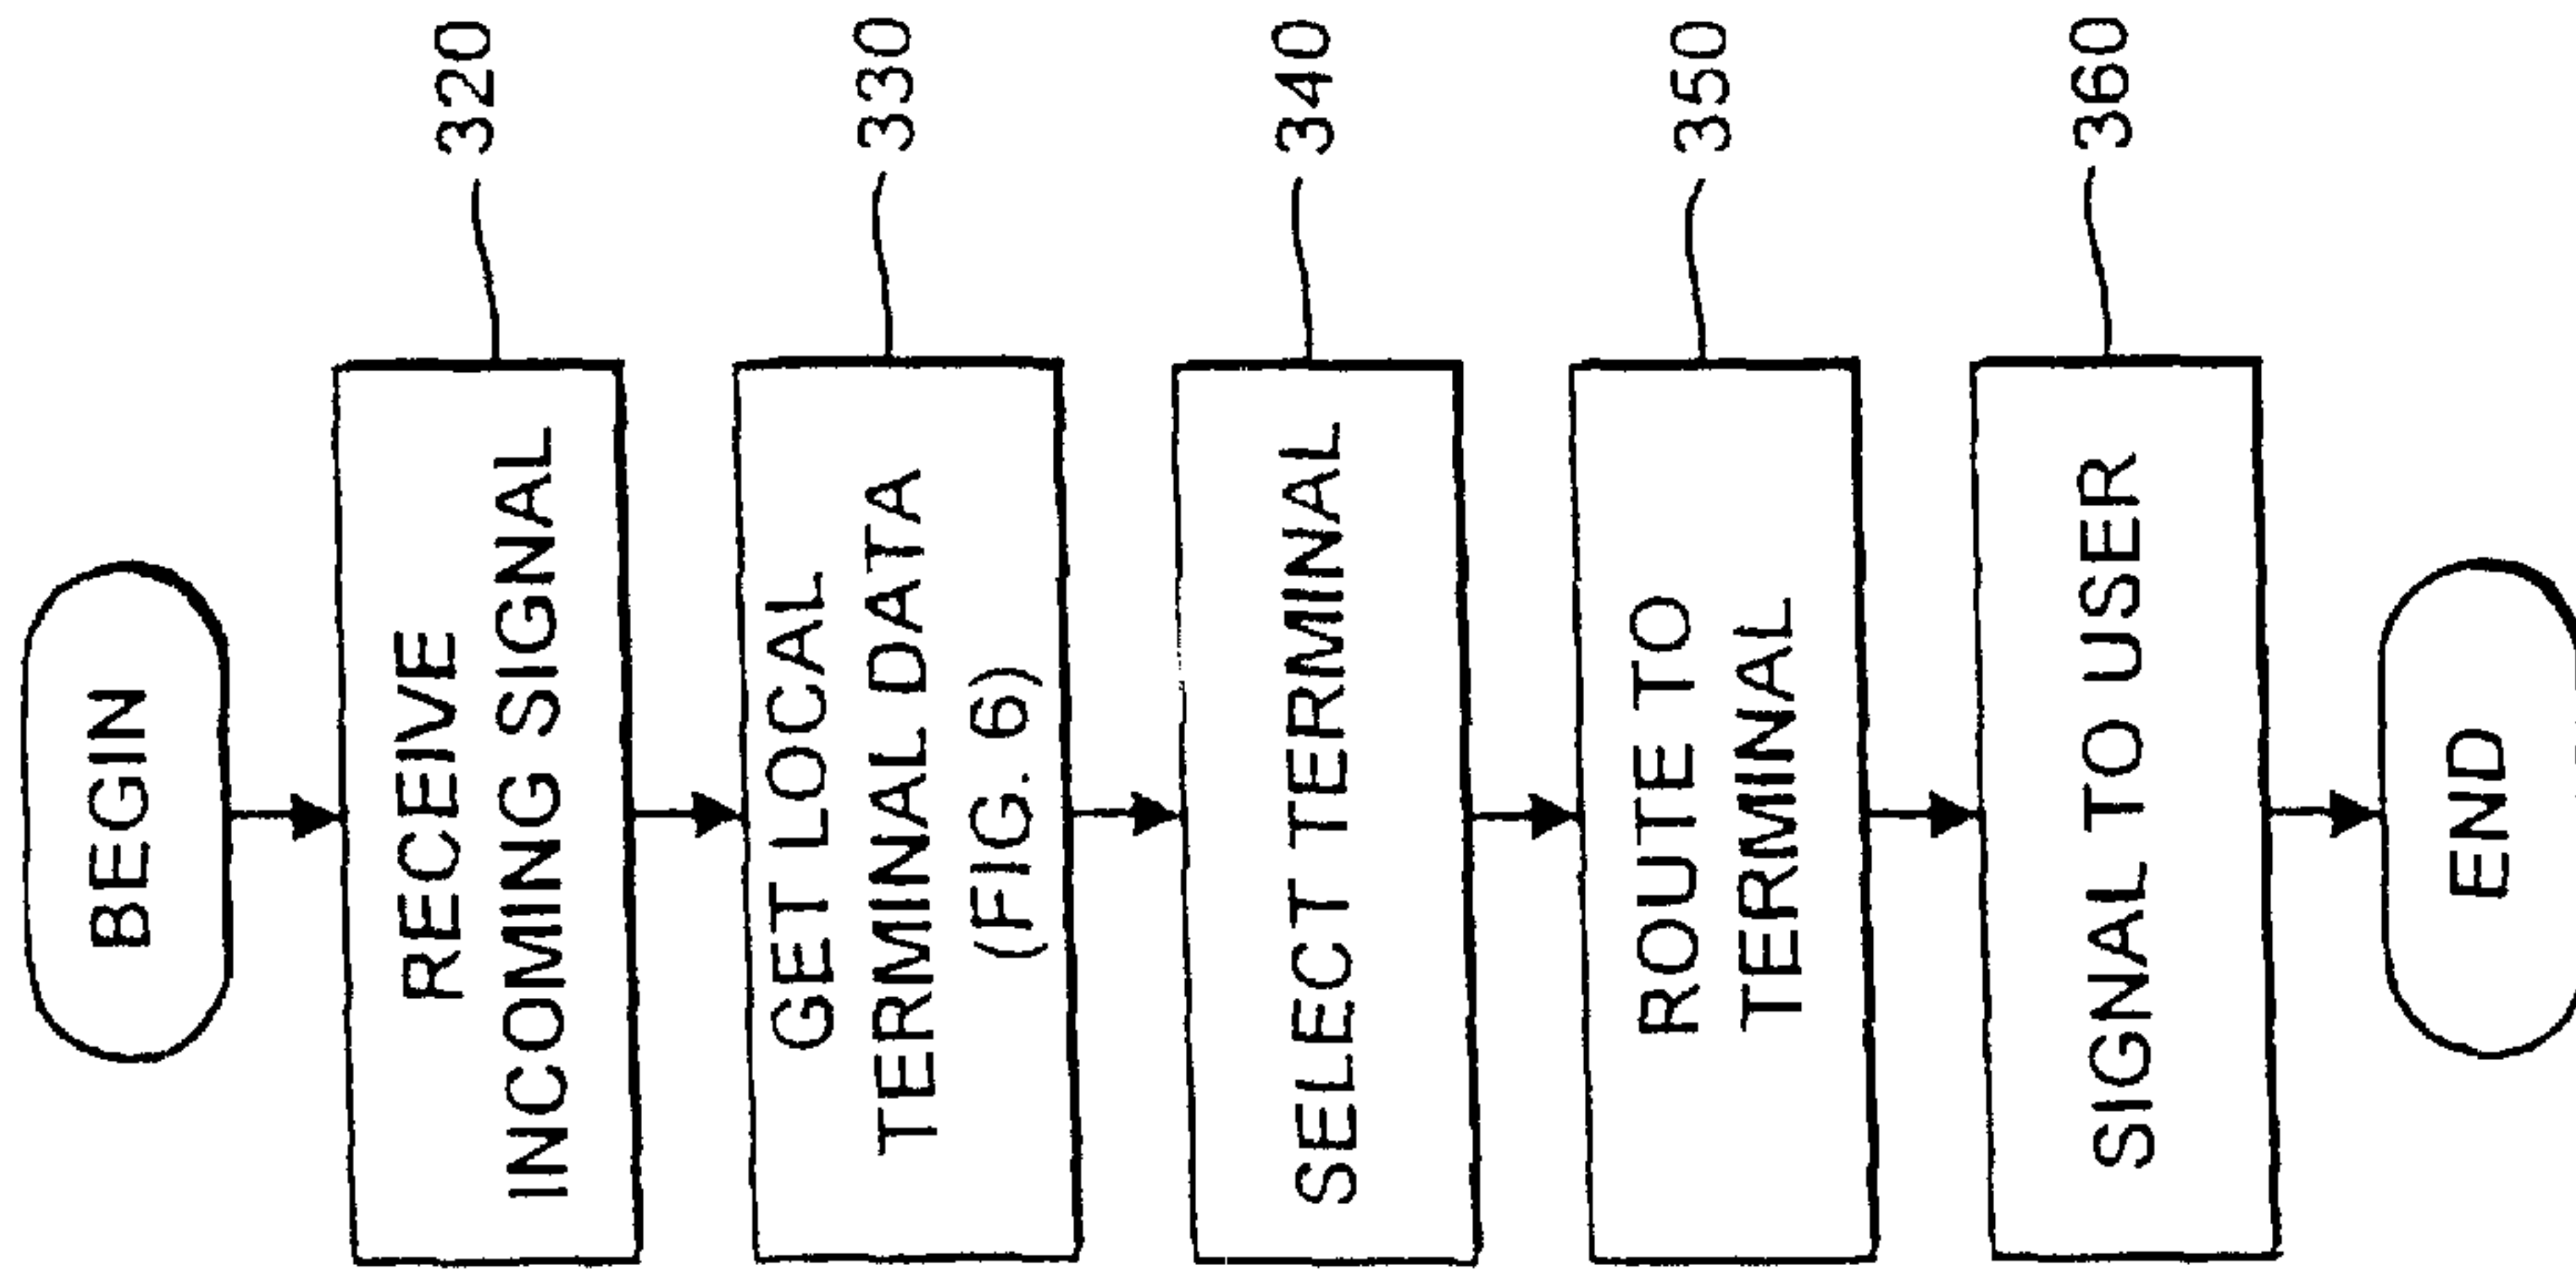 BEGIN
RECEIVE
INCOMING SIGNAL
320
GET LOCAL
TERMINAL DATA
(FIG. 6)
330
SELECT TERMINAL
340
ROUTE TO
TERMINAL
350
SIGNAL TO USER
360
END